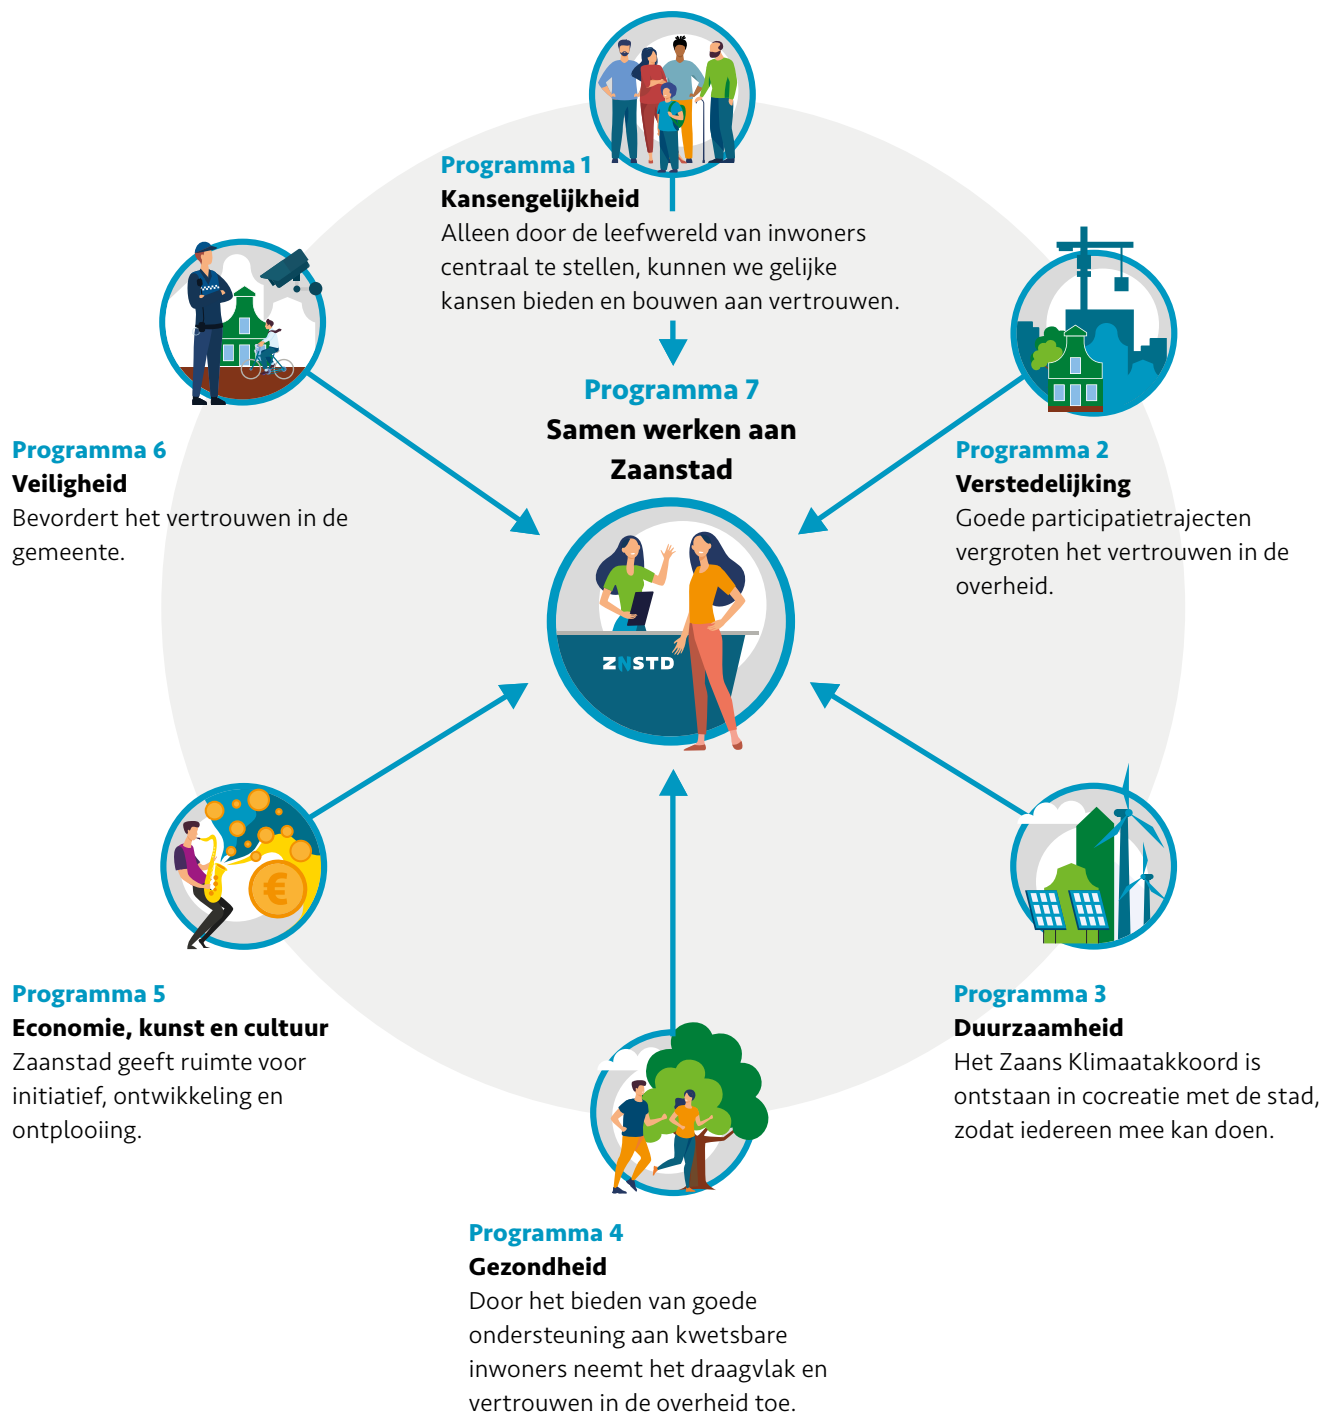 Programma 1
Kansengelijkheid
Alleen door de leefwereld van inwoners
centraal te stellen, kunnen we gelijke
kansen bieden en bouwen aan vertrouwen.
Programma 7
Samen werken aan
Zaanstad
ZNSTD
Programma 2
Verstedelijking
Goede participatietrajecten
vergroten het vertrouwen in de
overheid.
Programma 3
Duurzaamheid
Het Zaans Klimaatakkoord is
ontstaan in cocreatie met de stad,
zodat iedereen mee kan doen.
Programma 4
Gezondheid
Door het bieden van goede
ondersteuning aan kwetsbare
inwoners neemt het draagvlak en
vertrouwen in de overheid toe.
Programma 5
Economie, kunst en cultuur
Zaanstad geeft ruimte voor
initiatief, ontwikkeling en
ontplooiing.
€
Programma 6
Veiligheid
Bevordert het vertrouwen in de
gemeente.